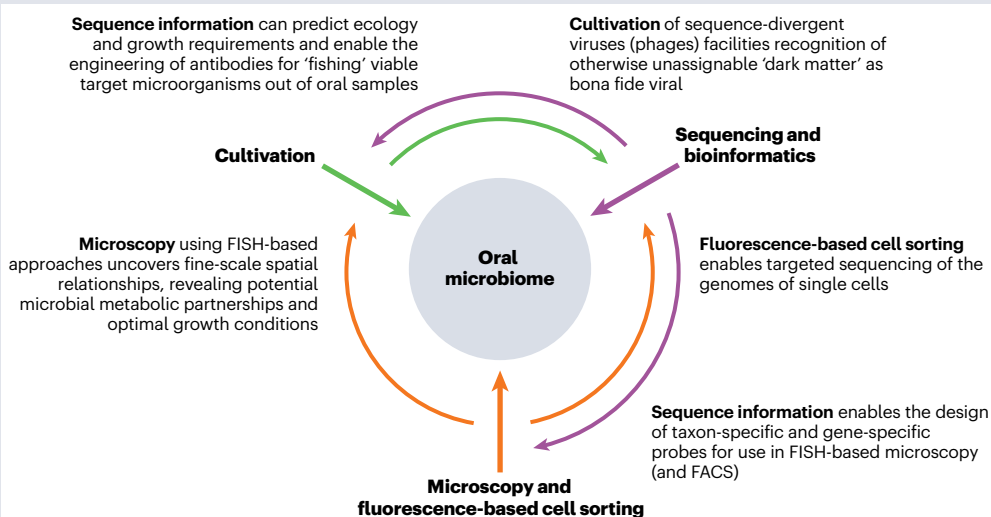 Sequence information can predict ecology
and growth requirements and enable the
engineering of antibodies for ‘fishing’ viable
target microorganisms out of oral samples
Cultivation of sequence-divergent
viruses (phages) facilities recognition of
otherwise unassignable ‘dark matter’ as
bona fide viral
Cultivation
Sequencing and
bioinformatics
Microscopy using FISH-based
approaches uncovers fine-scale spatial
relationships, revealing potential
microbial metabolic partnerships and
optimal growth conditions
Oral
microbiome
Fluorescence-based cell sorting
enables targeted sequencing of the
genomes of single cells
Sequence information enables the design
of taxon-specific and gene-specific
probes for use in FISH-based microscopy
(and FACS)
Microscopy and
fluorescence-based cell sorting